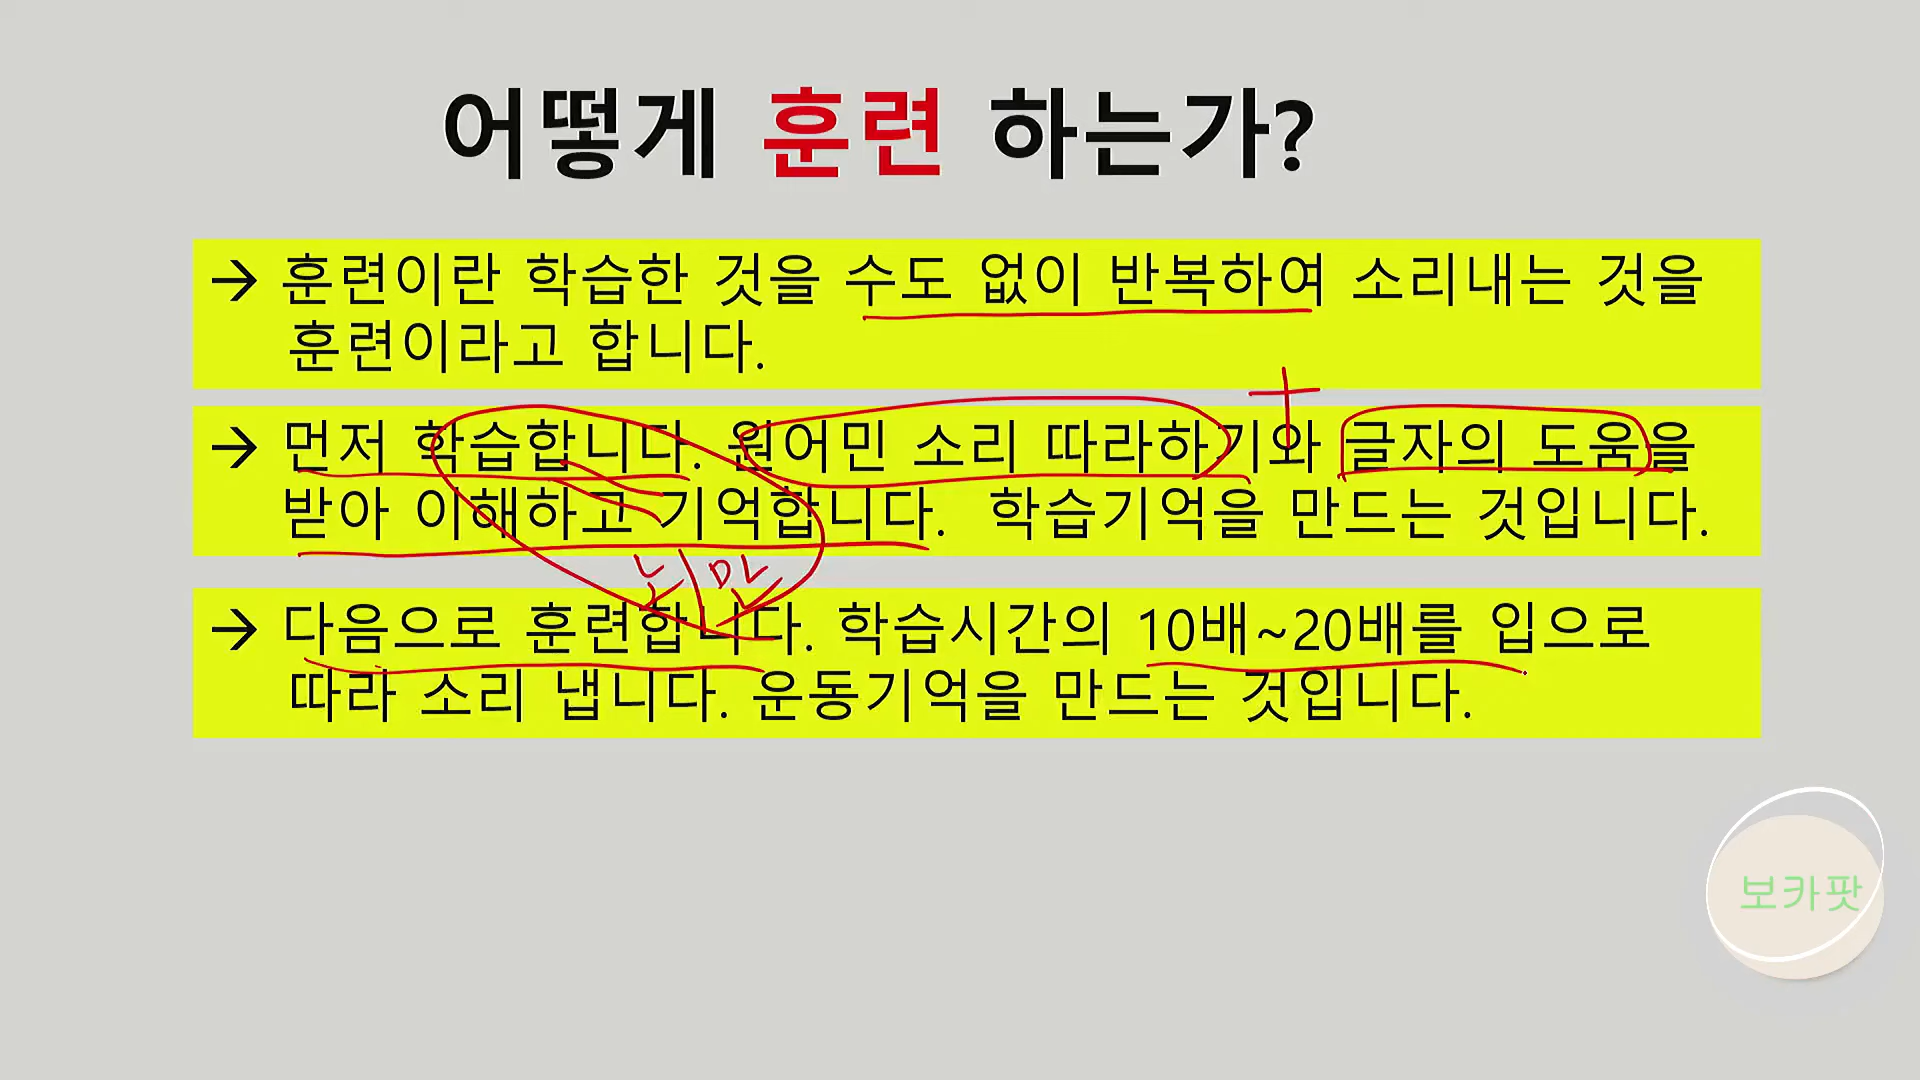 어떻게 훈련 하는가?
→ 훈련이란 학습한 것을 수도 없이 반복하여 소리내는 것을
훈련이라고 합니다.
→ 먼저 학습합니다. 원어민 소리 따라하기와 글자의 도움을
받아 이해하고 기억합니다. 학습기억을 만드는 것입니다.
→ 다음으로 훈련합니다. 학습시간의 10배~20배를 입으로
따라 소리 냅니다. 운동기억을 만드는 것입니다.
보카팟